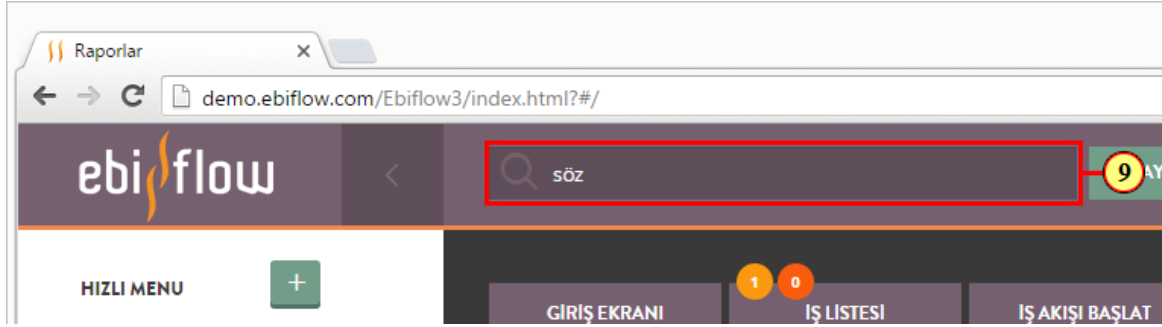 Raporlar
demo.ebiflow.com/Ebiflow3/index.html?#/
ebiflow
söz
9
HIZLI MENU
+
1 0
GİRİŞ EKRANI İŞ LİSTESİ İŞ AKIŞI BAŞLAT